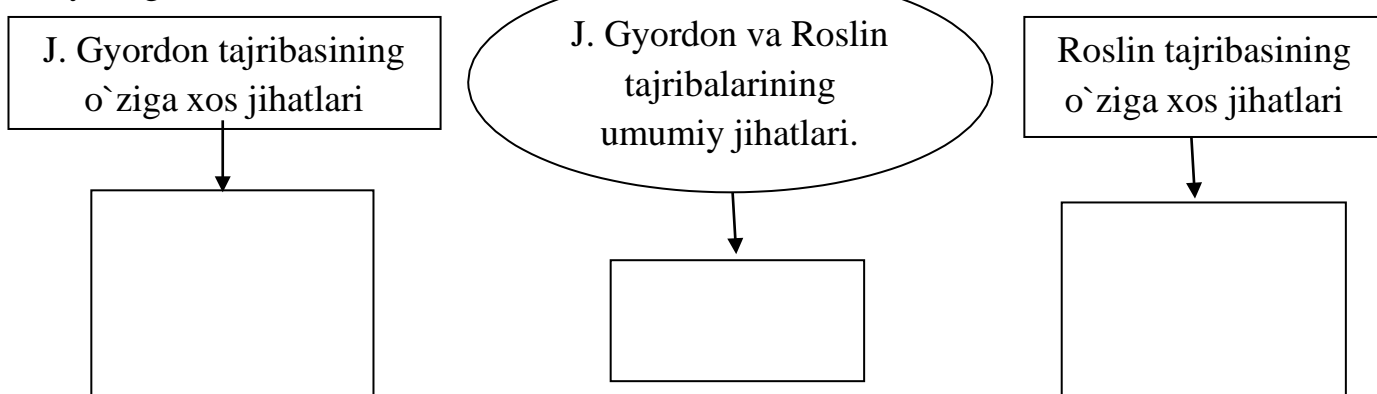 J. Gyordon tajribasining
o`ziga xos jihatlari
J. Gyordon va Roslin
tajribalarining
umumiy jihatlari.
Roslin tajribasining
o`ziga xos jihatlari